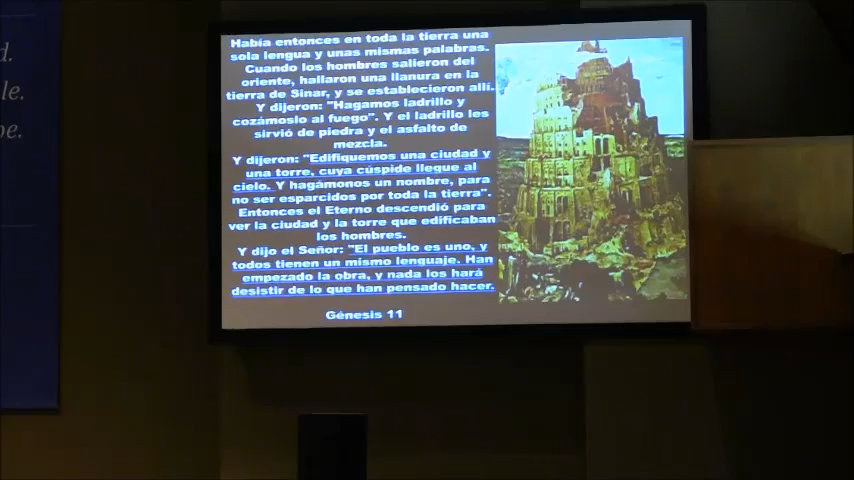 d.
le.
pe.
Había entonces en toda la tierra una
sola lengua y unas mismas palabras.
Cuando los hombres salieron del
oriente, hallaron una llanura en la
tierra de Sinar, y se establecieron allí.
Y dijeron: "Hagamos ladrillo y
cozámoslo al fuego". Y el ladrillo les
sirvió de piedra y el asfalto de
mezcla.
Y dijeron: "Edifiquemos una ciudad y
una torre, cuya cúspide llegue al
cielo. Y hagámonos un nombre, para
no ser esparcidos por toda la tierra".
Entonces el Eterno descendió para
ver la ciudad y la torre que edificaban
los hombres.
Y dijo el Señor: "El pueblo es uno, y
todos tienen un mismo lenguaje. Han
empezado la obra, y nada los hará
desistir de lo que han pensado hacer.
Génesis 11